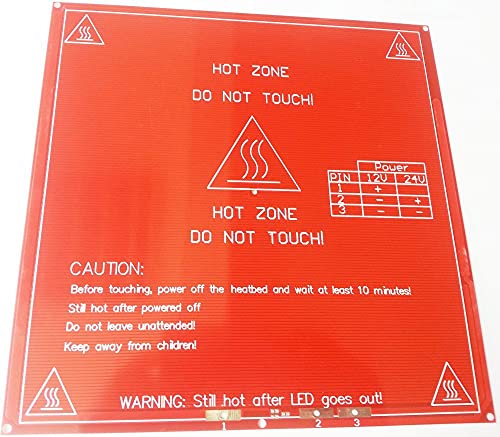 HOT ZONE
DO NOT TOUCH!
HOT ZONE
DO NOT TOUCH!
Power
PIN 12V 24V
1 +
2 - +
3 - -
CAUTION:
Before touching, power off the heatbed and wait at least 10 minutes!
Still hot after powered off
Do not leave unattended!
Keep away from children!
WARNING: Still hot after LED goes out!
1 2 3